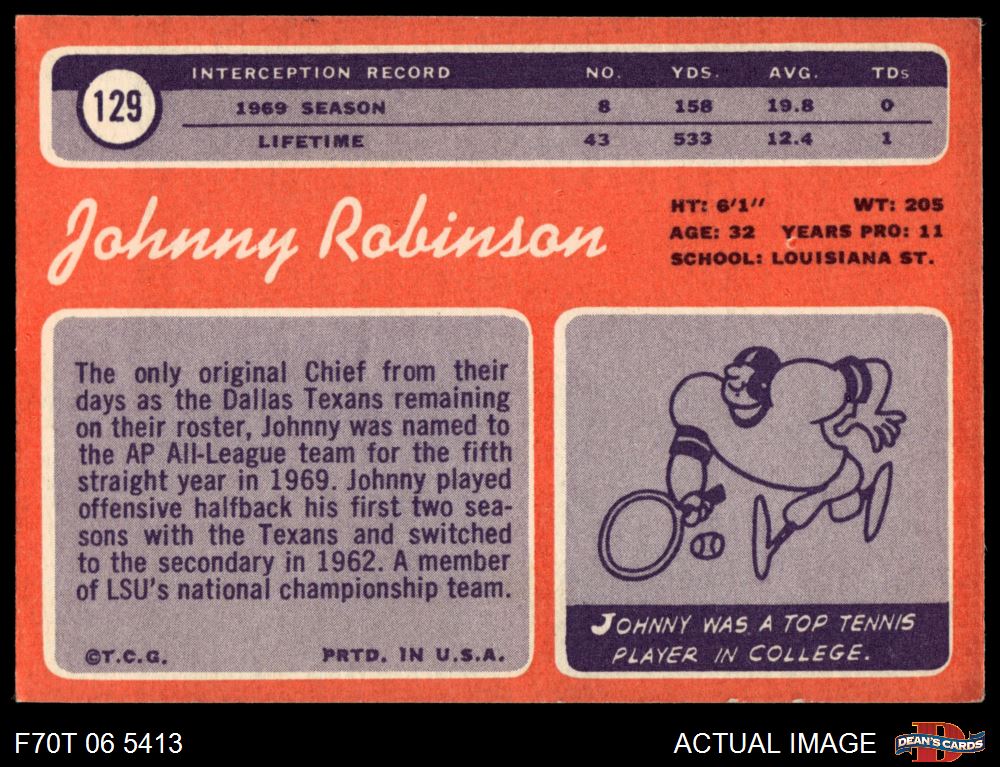 129
INTERCEPTION RECORD NO. YDS. AVG. TDs
1969 SEASON 8 158 19.8 0
LIFETIME 43 533 12.4 1
Johnny Robinson
HT: 6'1" WT: 205
AGE: 32 YEARS PRO: 11
SCHOOL: LOUISIANA ST.
The only original Chief from their
days as the Dallas Texans remaining
on their roster, Johnny was named to
the AP All-League team for the fifth
straight year in 1969. Johnny played
offensive halfback his first two sea-
sons with the Texans and switched
to the secondary in 1962. A member
of LSU's national championship team.
©T.C.G. PRTD. IN U.S.A.
JOHNNY WAS A TOP TENNIS
PLAYER IN COLLEGE.
F70T 06 5413
ACTUAL IMAGE
D
DEAN'S CARDS